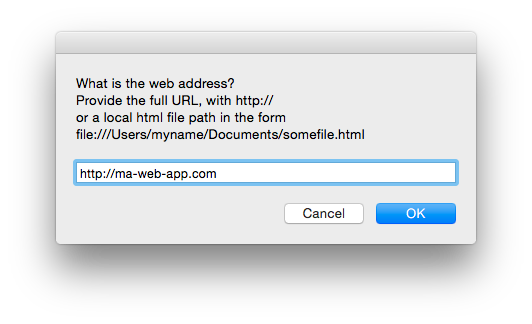 What is the web address?
Provide the full URL, with http://
or a local html file path in the form
file:///Users/myname/Documents/somefile.html
http://ma-web-app.com
Cancel
OK